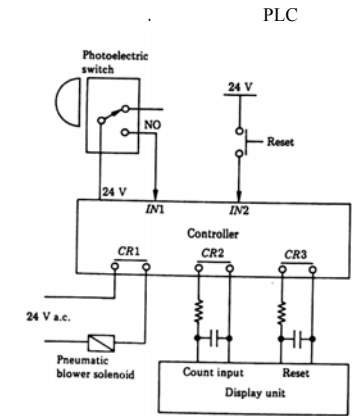 . PLC
Photoelectric
switch
24 V
NO
Reset
24 V
IN1
IN2
Controller
CR1
CR2
CR3
24 V a.c.
Pneumatic
blower solenoid
Count input
Reset
Display unit